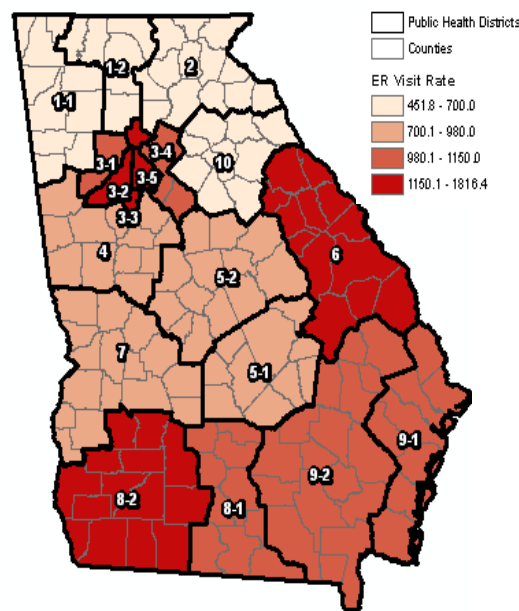 Public Health Districts
Counties
ER Visit Rate
451.8 - 700.0
700.1 - 980.0
980.1 - 1150.0
1150.1 - 1816.4
1-2
2
1-1
3-1
3-4
10
3-2
3-5
3-3
4
6
5-2
7
5-1
9-1
9-2
8-2
8-1